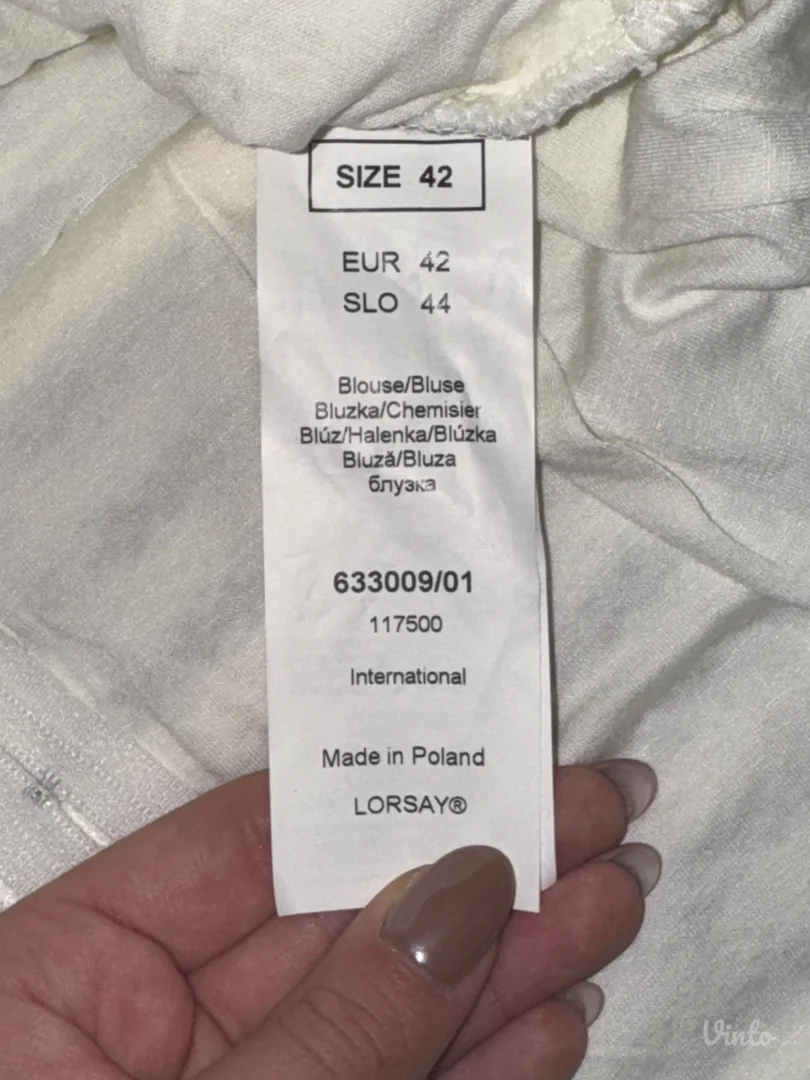 SIZE 42
EUR 42
SLO 44
Blouse/Bluse
Bluzka/Chemisier
Blúz/Halenka/Blúzka
Bluză/Bluza
блузка
633009/01
117500
International
Made in Poland
LORSAY®
Vinto